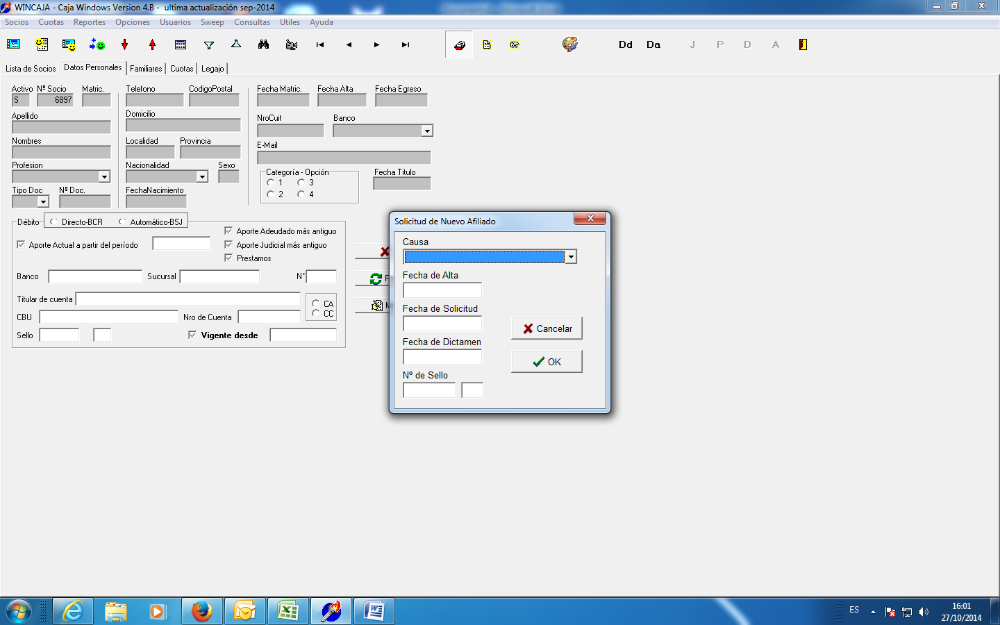 WINCAJA - Caja Windows Version 4.B -  ultima actualización sep-2014
Socios Cuotas Reportes Opciones Usuarios Sweep Consultas Utiles Ayuda
Dd Da J P D A
Lista de Socios Datos Personales Familiares Cuotas Legajo
Activo Nº Socio Matric. Telefono CodigoPostal Fecha Matric. Fecha Alta Fecha Egreso
S 6897
Apellido Domicilio NroCuit Banco
Nombres Localidad Provincia E-Mail
Profesion Nacionalidad Sexo Categoría - Opción Fecha Titulo
1 3
2 4
Tipo Doc Nº Doc. FechaNacimiento
Débito Directo-BCR Automático-BSJ
Aporte Adeudado más antiguo
Aporte Actual a partir del período Aporte Judicial más antiguo
Prestamos
Banco Sucursal N°
Titular de cuenta CA
CBU Nro de Cuenta CC
Sello Vigente desde
Solicitud de Nuevo Afiliado
Causa
Fecha de Alta
Fecha de Solicitud
Fecha de Dictamen
Nº de Sello
Cancelar
OK
ES 16:01
27/10/2014